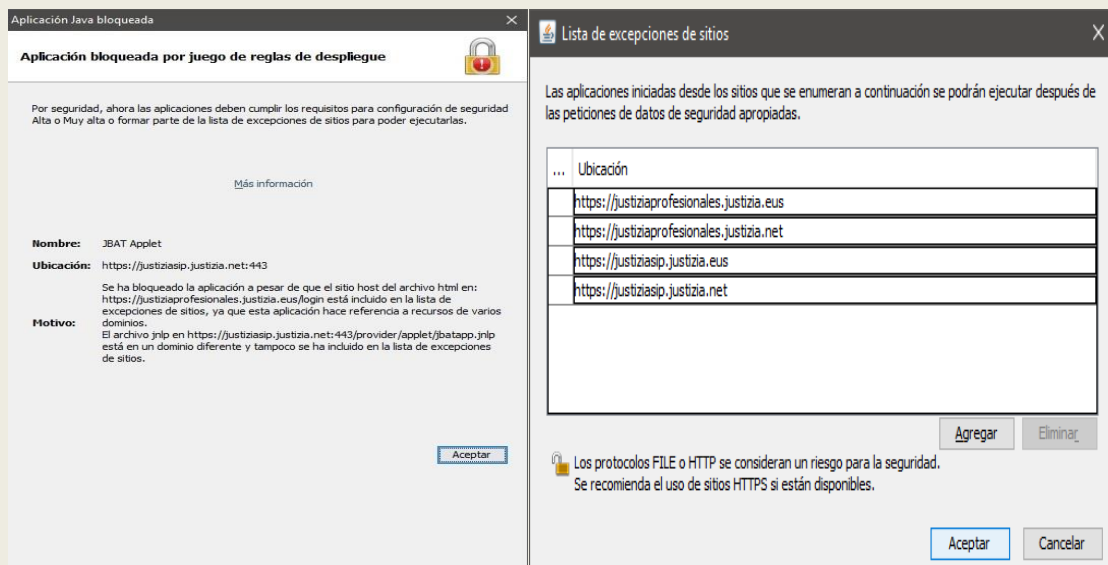 Aplicación Java bloqueada
Aplicación bloqueada por juego de reglas de despliegue
Por seguridad, ahora las aplicaciones deben cumplir los requisitos para configuración de seguridad
Alta o Muy alta o formar parte de la lista de excepciones de sitios para poder ejecutarlas.
Más información
Nombre: JBAT Applet
Ubicación: https://justiziasip.justizia.net:443
Motivo:
Se ha bloqueado la aplicación a pesar de que el sitio host del archivo html en:
https://justiziaprofesionales.justizia.eus/login está incluido en la lista de
excepciones de sitios, ya que esta aplicación hace referencia a recursos de varios
dominios.
El archivo jnlp en https://justiziasip.justizia.net:443/provider/applet/jbatapp.jnlp
está en un dominio diferente y tampoco se ha incluido en la lista de excepciones
de sitios.
Aceptar
Lista de excepciones de sitios
Las aplicaciones iniciadas desde los sitios que se enumeran a continuación se podrán ejecutar después de
las peticiones de datos de seguridad apropiadas.
... Ubicación
https://justiziaprofesionales.justizia.eus
https://justiziaprofesionales.justizia.net
https://justiziasip.justizia.eus
https://justiziasip.justizia.net
Agregar Eliminar
Los protocolos FILE o HTTP se consideran un riesgo para la seguridad.
Se recomienda el uso de sitios HTTPS si están disponibles.
Aceptar Cancelar